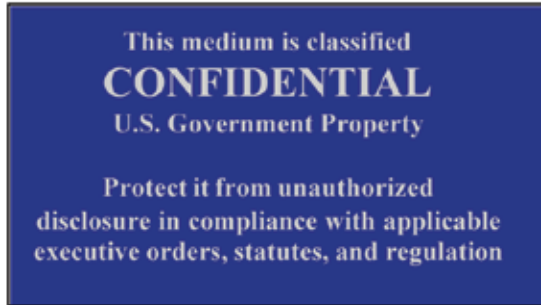 This medium is classified
CONFIDENTIAL
U.S. Government Property
Protect it from unauthorized
disclosure in compliance with applicable
executive orders, statutes, and regulation